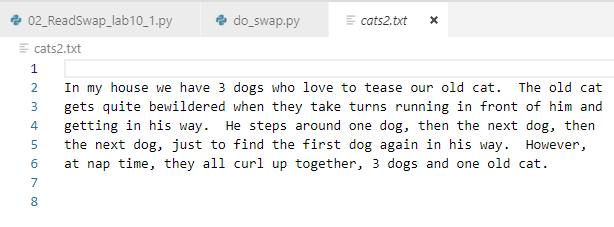 02_ReadSwap_lab10_1.py do_swap.py cats2.txt ×
cats2.txt
1
2 In my house we have 3 dogs who love to tease our old cat.  The old cat
3 gets quite bewildered when they take turns running in front of him and
4 getting in his way.  He steps around one dog, then the next dog, then
5 the next dog, just to find the first dog again in his way.  However,
6 at nap time, they all curl up together, 3 dogs and one old cat.
7
8